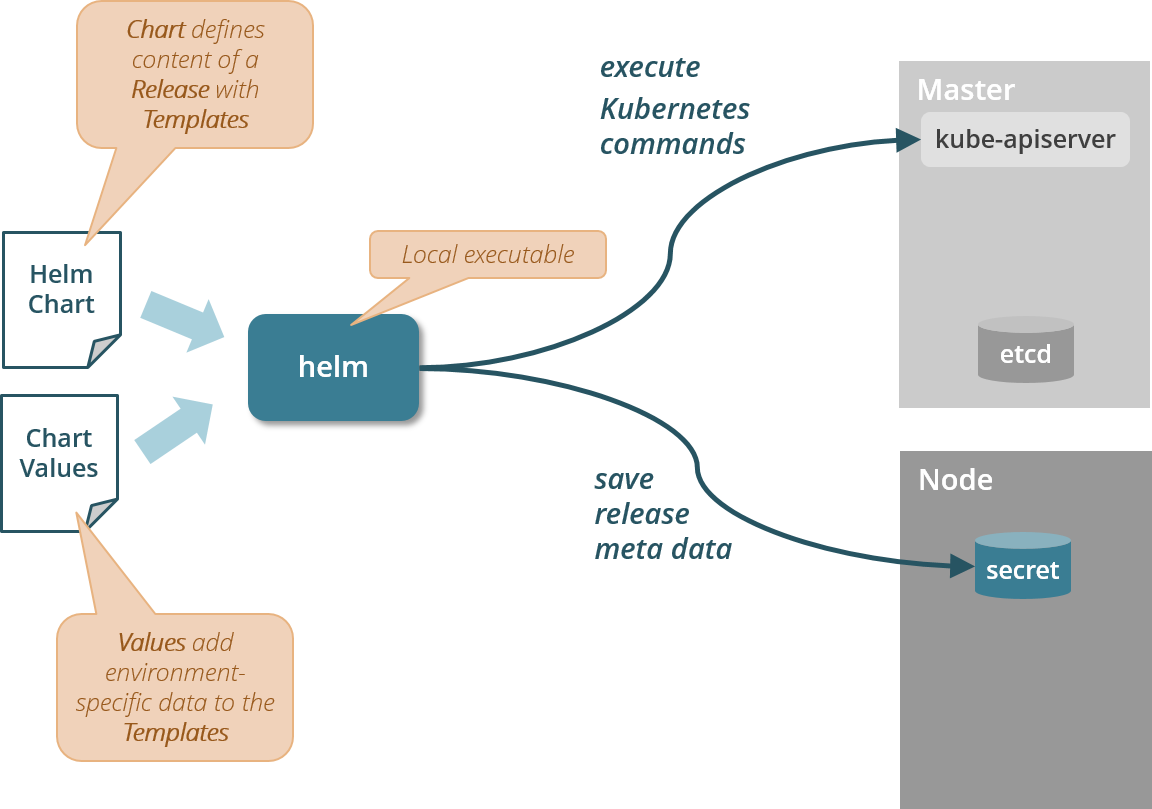 Chart defines
content of a
Release with
Templates
execute
Kubernetes
commands
Master
kube-apiserver
Helm
Chart
Local executable
helm
etcd
Chart
Values
save
release
meta data
Node
secret
Values add
environment-
specific data to the
Templates